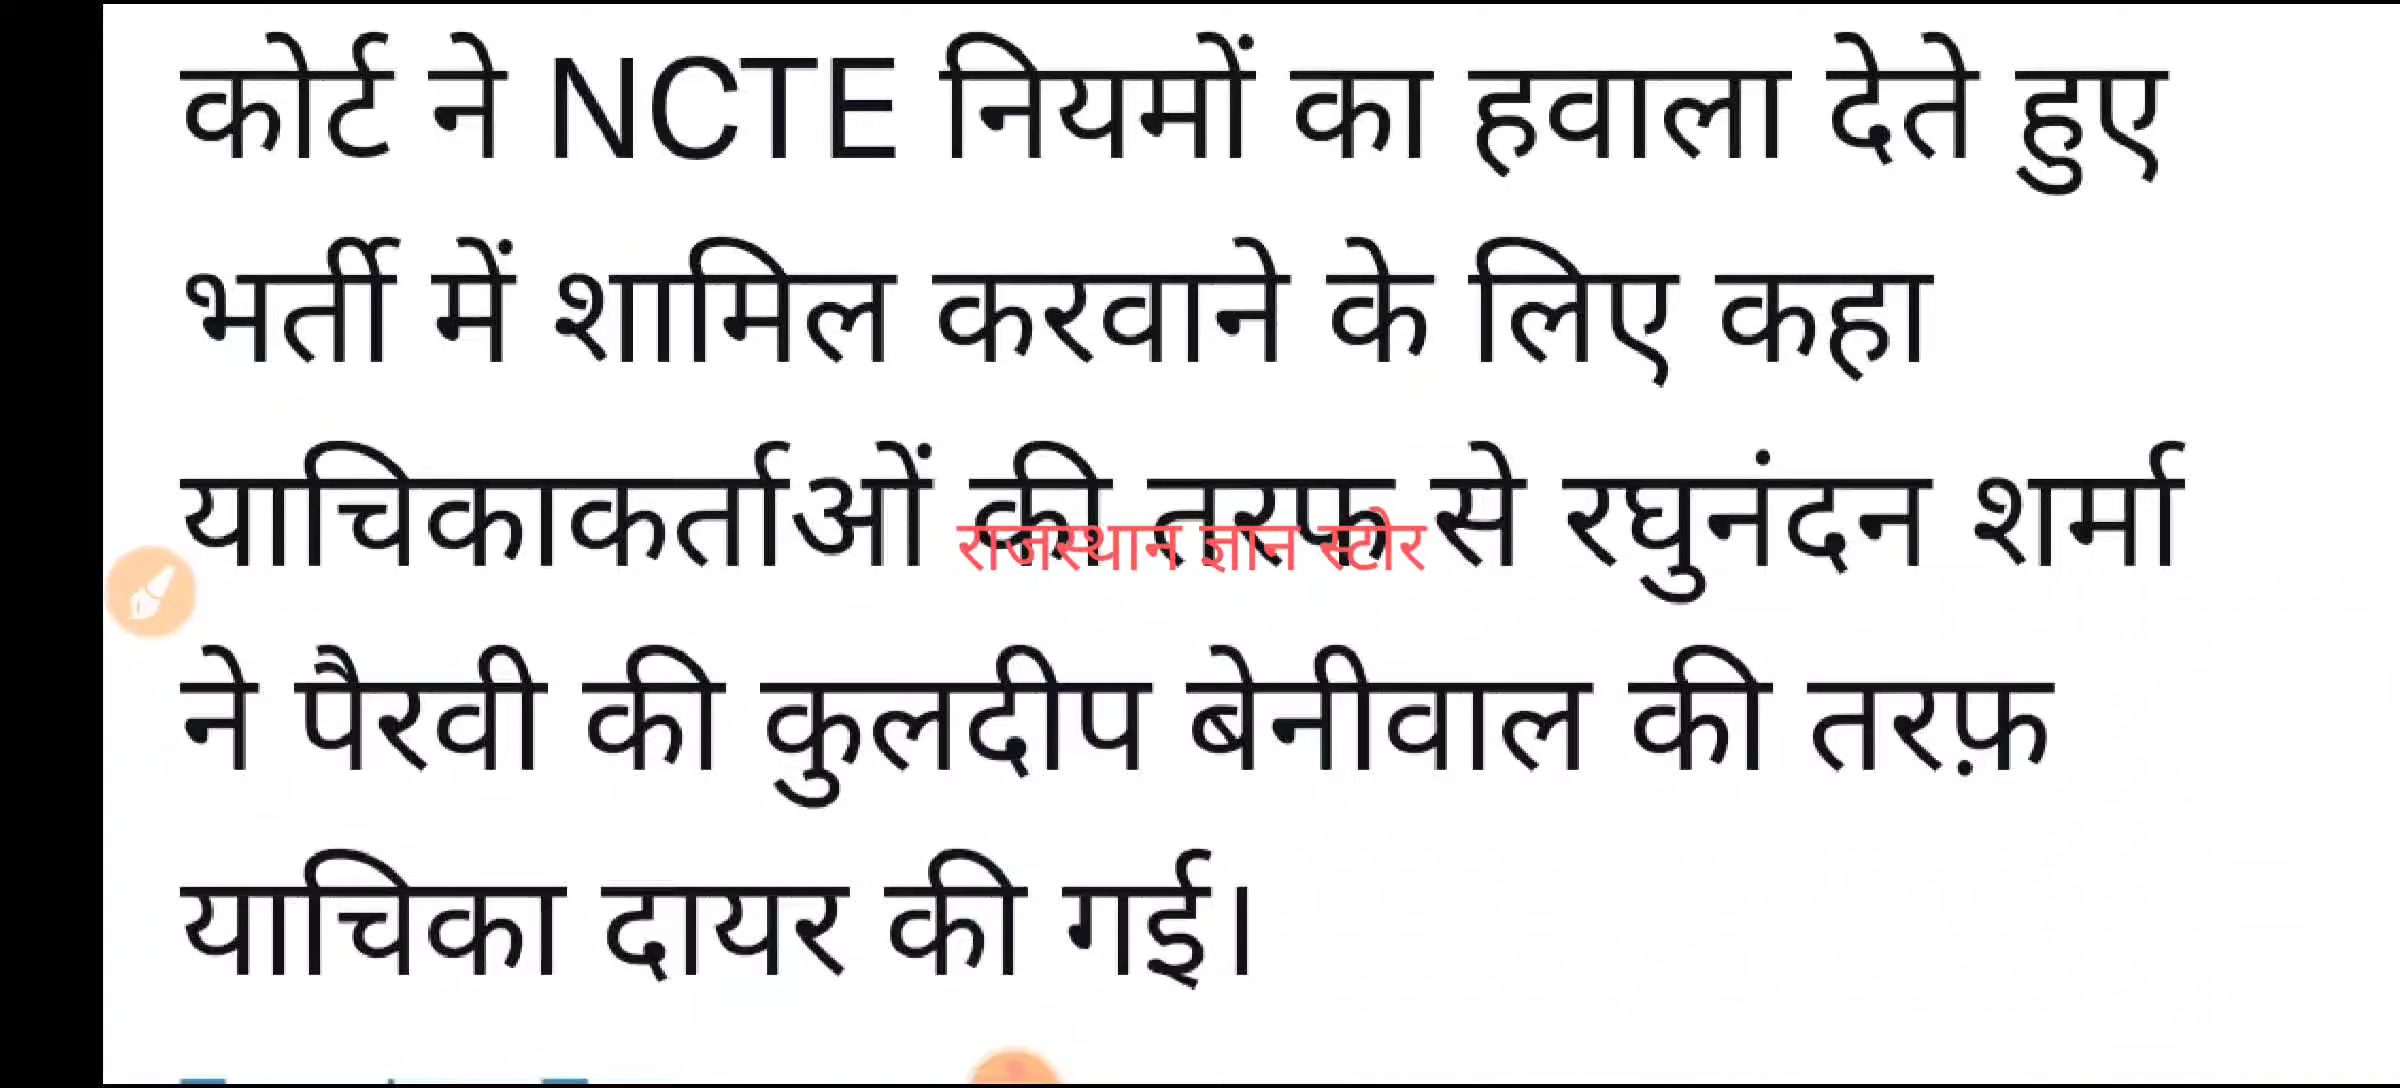 कोर्ट ने NCTE नियमों का हवाला देते हुए
भर्ती में शामिल करवाने के लिए कहा
याचिकाकर्ताओं की तरफ से रघुनंदन शर्मा
राजस्थान ज्ञान स्टोर
ने पैरवी की कुलदीप बेनीवाल की तरफ़
याचिका दायर की गई।